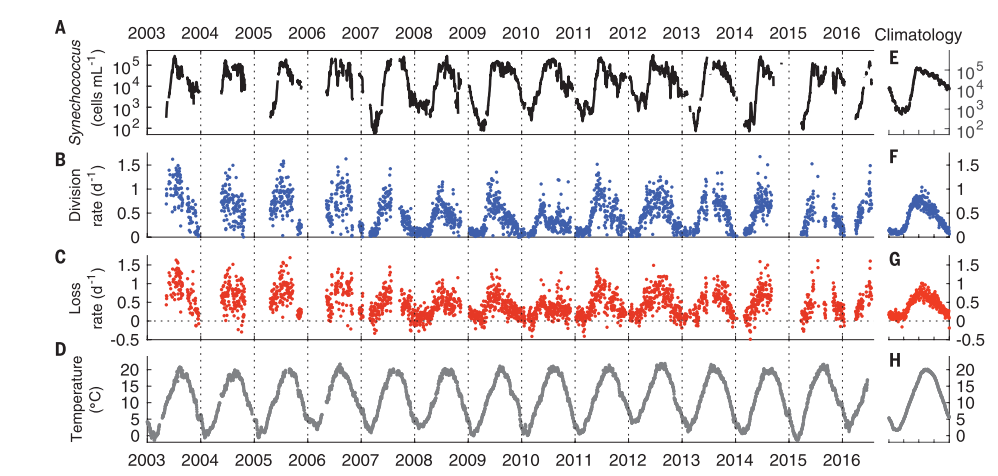 A
2003 2004 2005 2006 2007 2008 2009 2010 2011 2012 2013 2014 2015 2016 Climatology
Synechococcus
(cells mL⁻¹)
10⁵
10⁴
10³
10²
E
10⁵
10⁴
10³
10²
B
Division
rate (d⁻¹)
1.5
1
0.5
0
F
1.5
1
0.5
0
C
Loss
rate (d⁻¹)
1.5
1
0.5
0
-0.5
G
1.5
1
0.5
0
-0.5
D
Temperature
(°C)
20
15
10
5
0
H
20
15
10
5
0
2003 2004 2005 2006 2007 2008 2009 2010 2011 2012 2013 2014 2015 2016